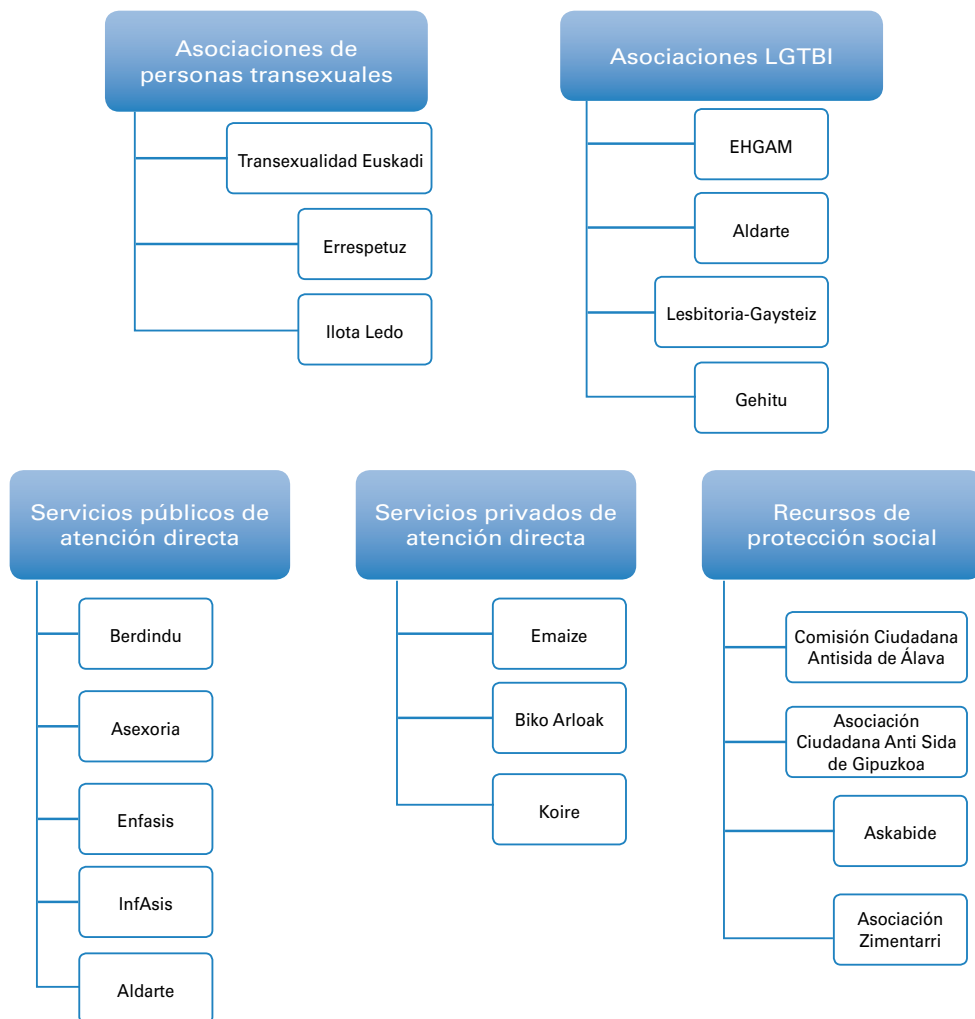 Asociaciones de
personas transexuales
Transexualidad Euskadi
Errespetuz
Ilota Ledo
Asociaciones LGTBI
EHGAM
Aldarte
Lesbitoria-Gaysteiz
Gehitu
Servicios públicos de
atención directa
Berdindu
Asexoria
Enfasis
InfAsis
Aldarte
Servicios privados de
atención directa
Emaize
Biko Arloak
Koire
Recursos de
protección social
Comisión Ciudadana
Antisida de Álava
Asociación
Ciudadana Anti Sida
de Gipuzkoa
Askabide
Asociación
Zimentarri